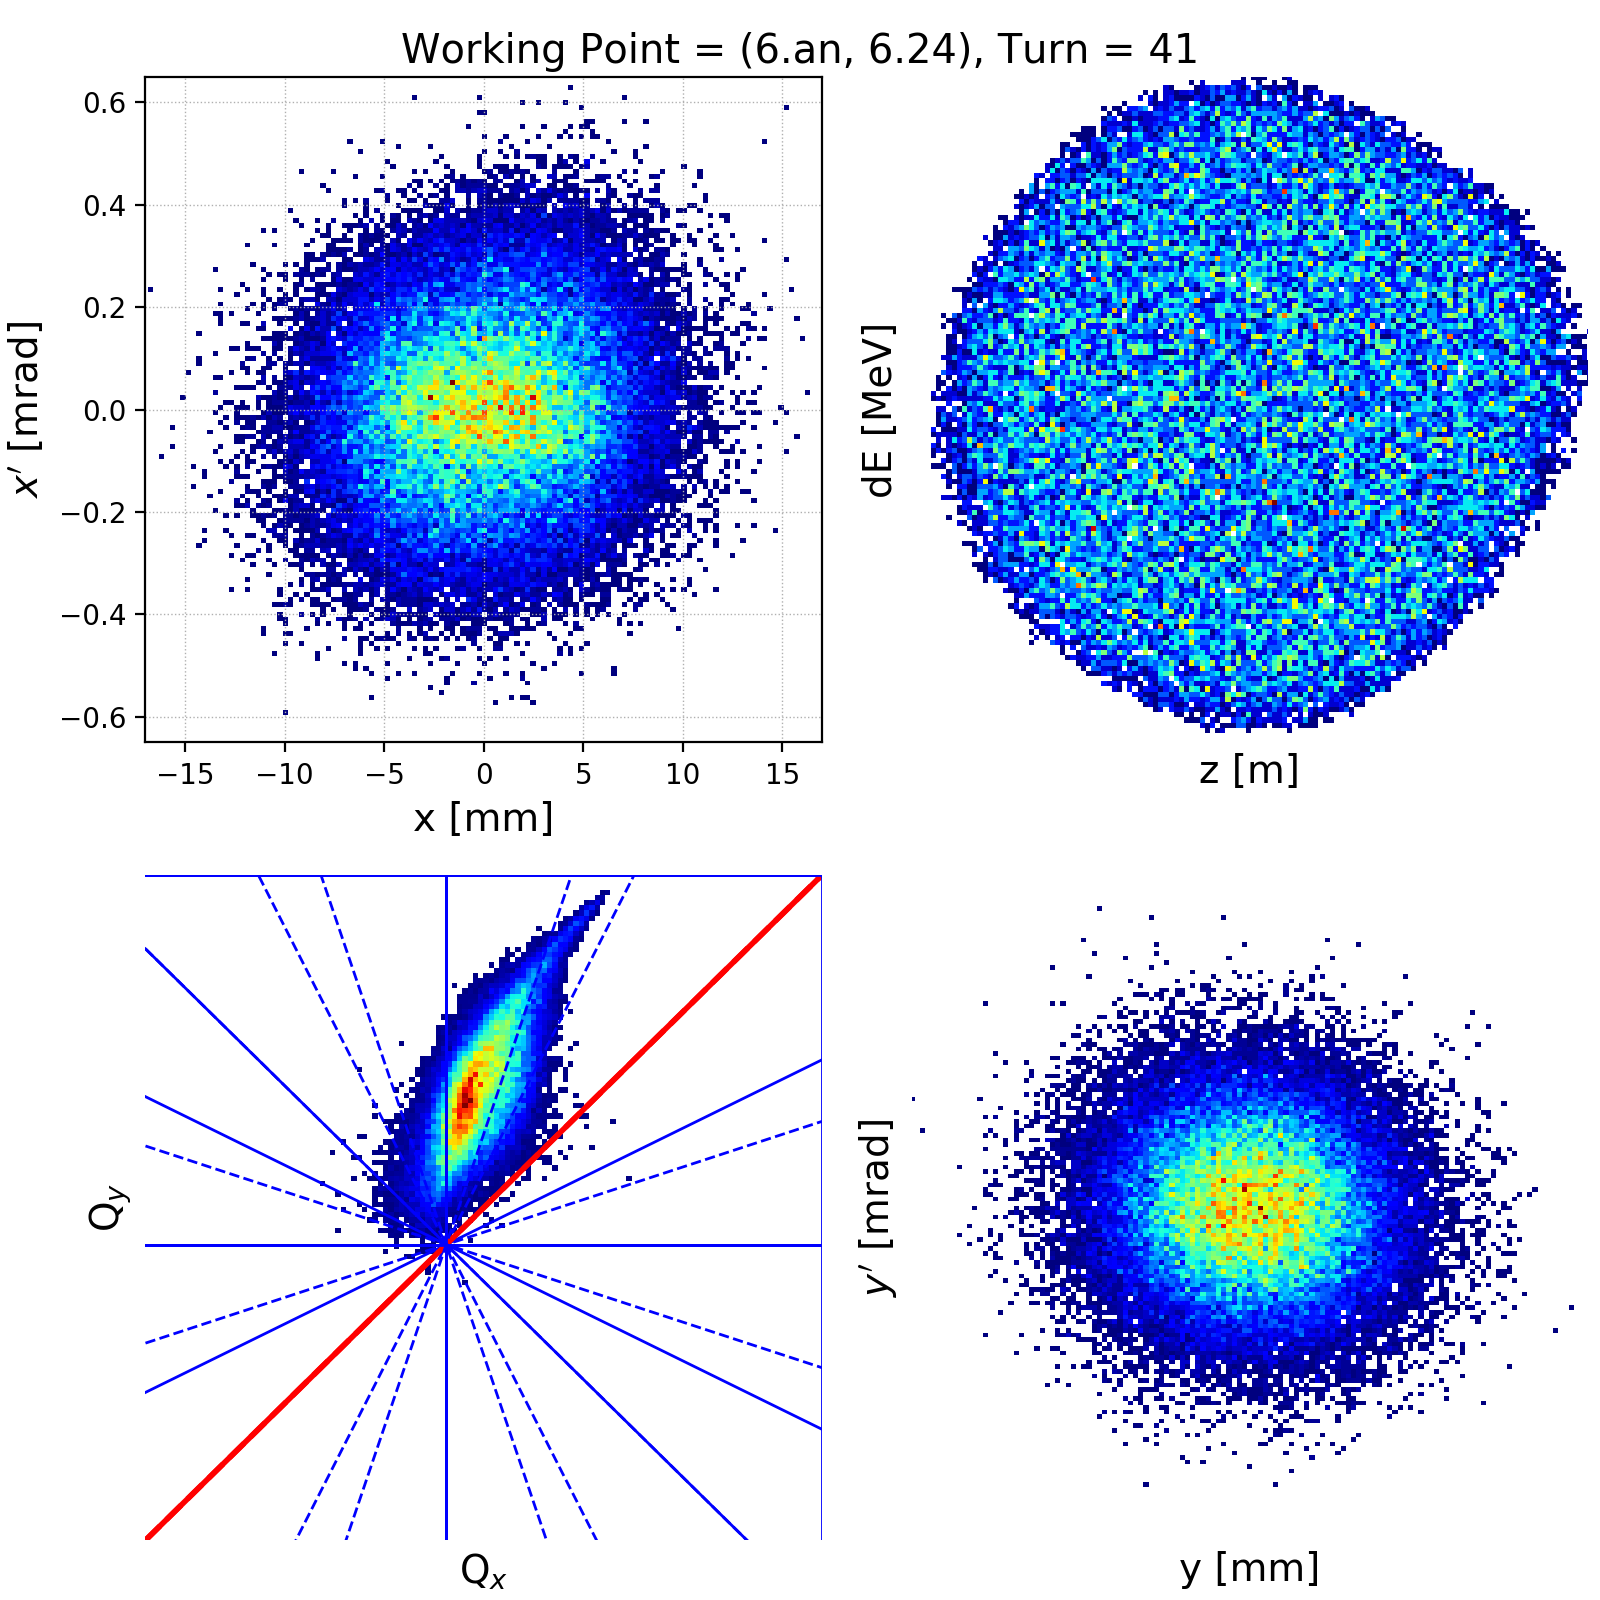 Working Point = (6.an, 6.24), Turn = 41
0.6
0.4
0.2
0.0
−0.2
−0.4
−0.6
x′ [mrad]
−15 −10 −5 0 5 10 15
x [mm]
dE [MeV]
z [m]
Qy
Qx
y′ [mrad]
y [mm]